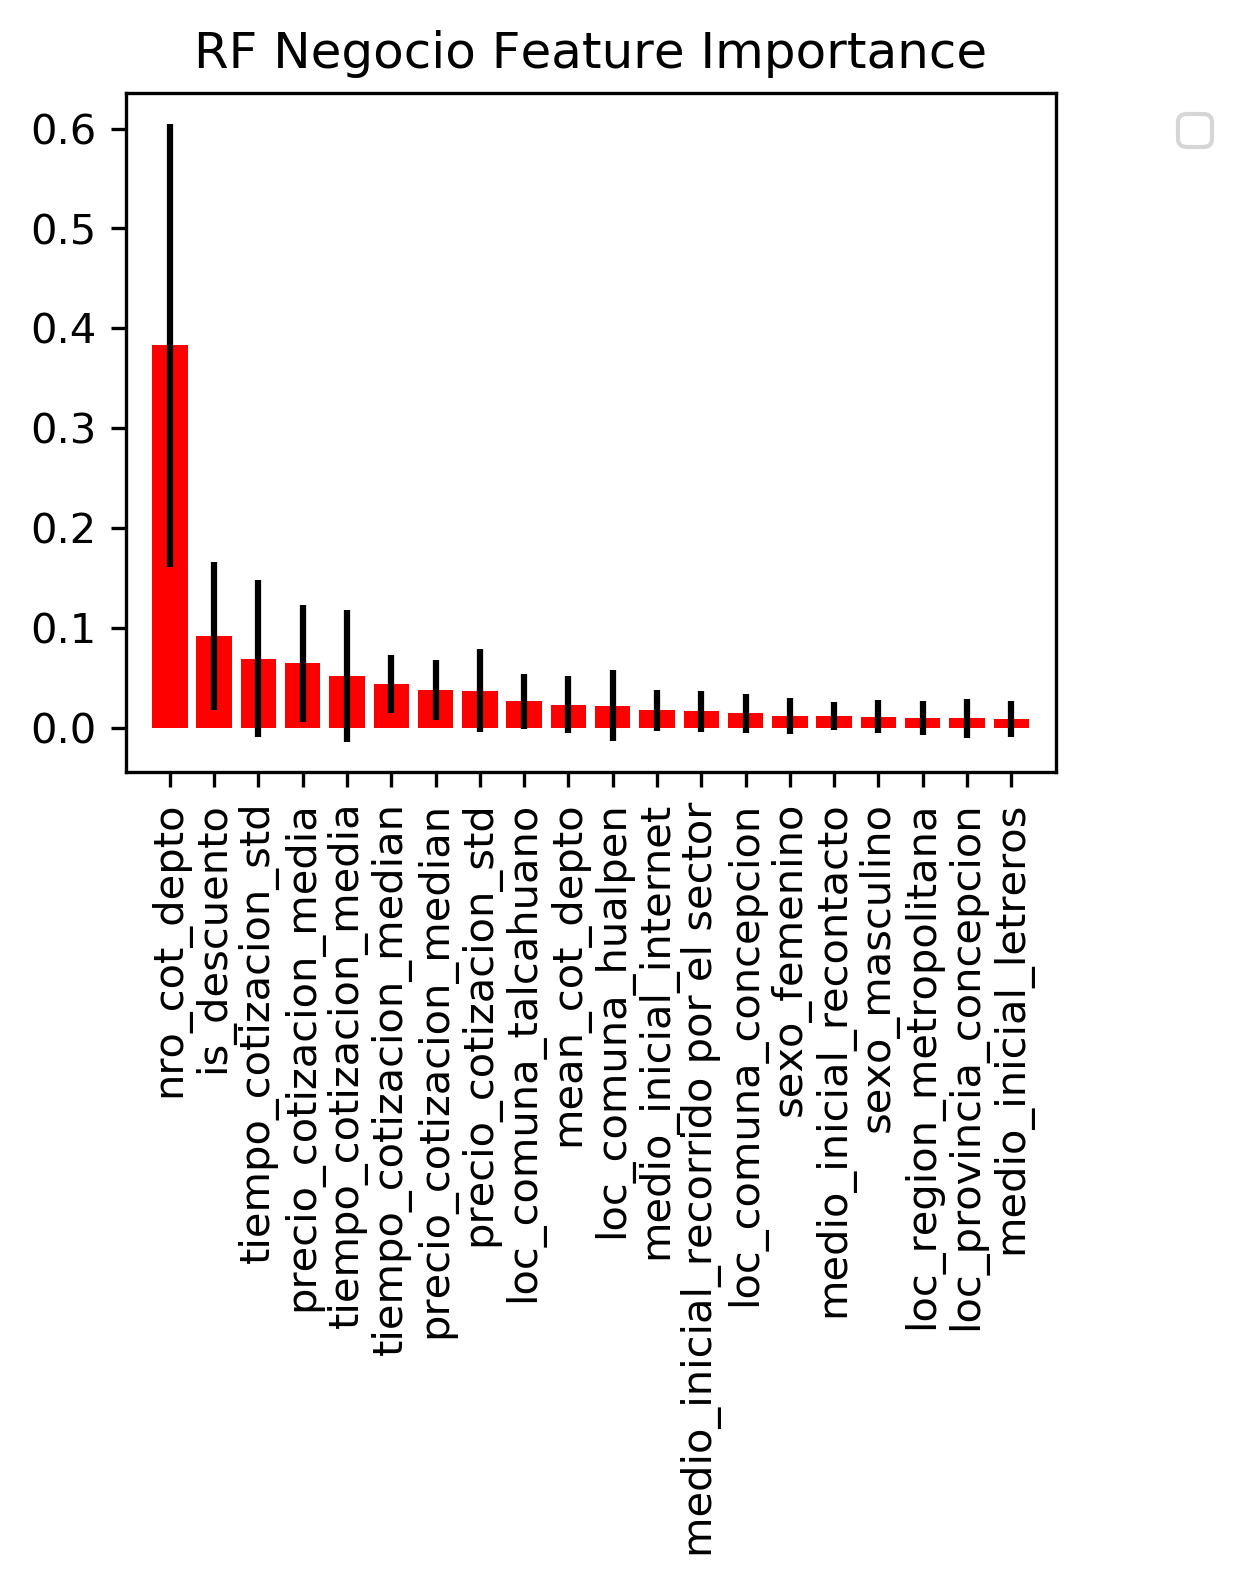 RF Negocio Feature Importance
0.6
0.5
0.4
0.3
0.2
0.1
0.0
nro_cot_depto
is_descuento
tiempo_cotizacion_std
precio_cotizacion_media
tiempo_cotizacion_media
tiempo_cotizacion_median
precio_cotizacion_median
precio_cotizacion_std
loc_comuna_talcahuano
mean_cot_depto
loc_comuna_hualpen
medio_inicial_internet
medio_inicial_recorrido por el sector
loc_comuna_concepcion
sexo_femenino
medio_inicial_recontacto
sexo_masculino
loc_region_metropolitana
loc_provincia_concepcion
medio_inicial_letreros